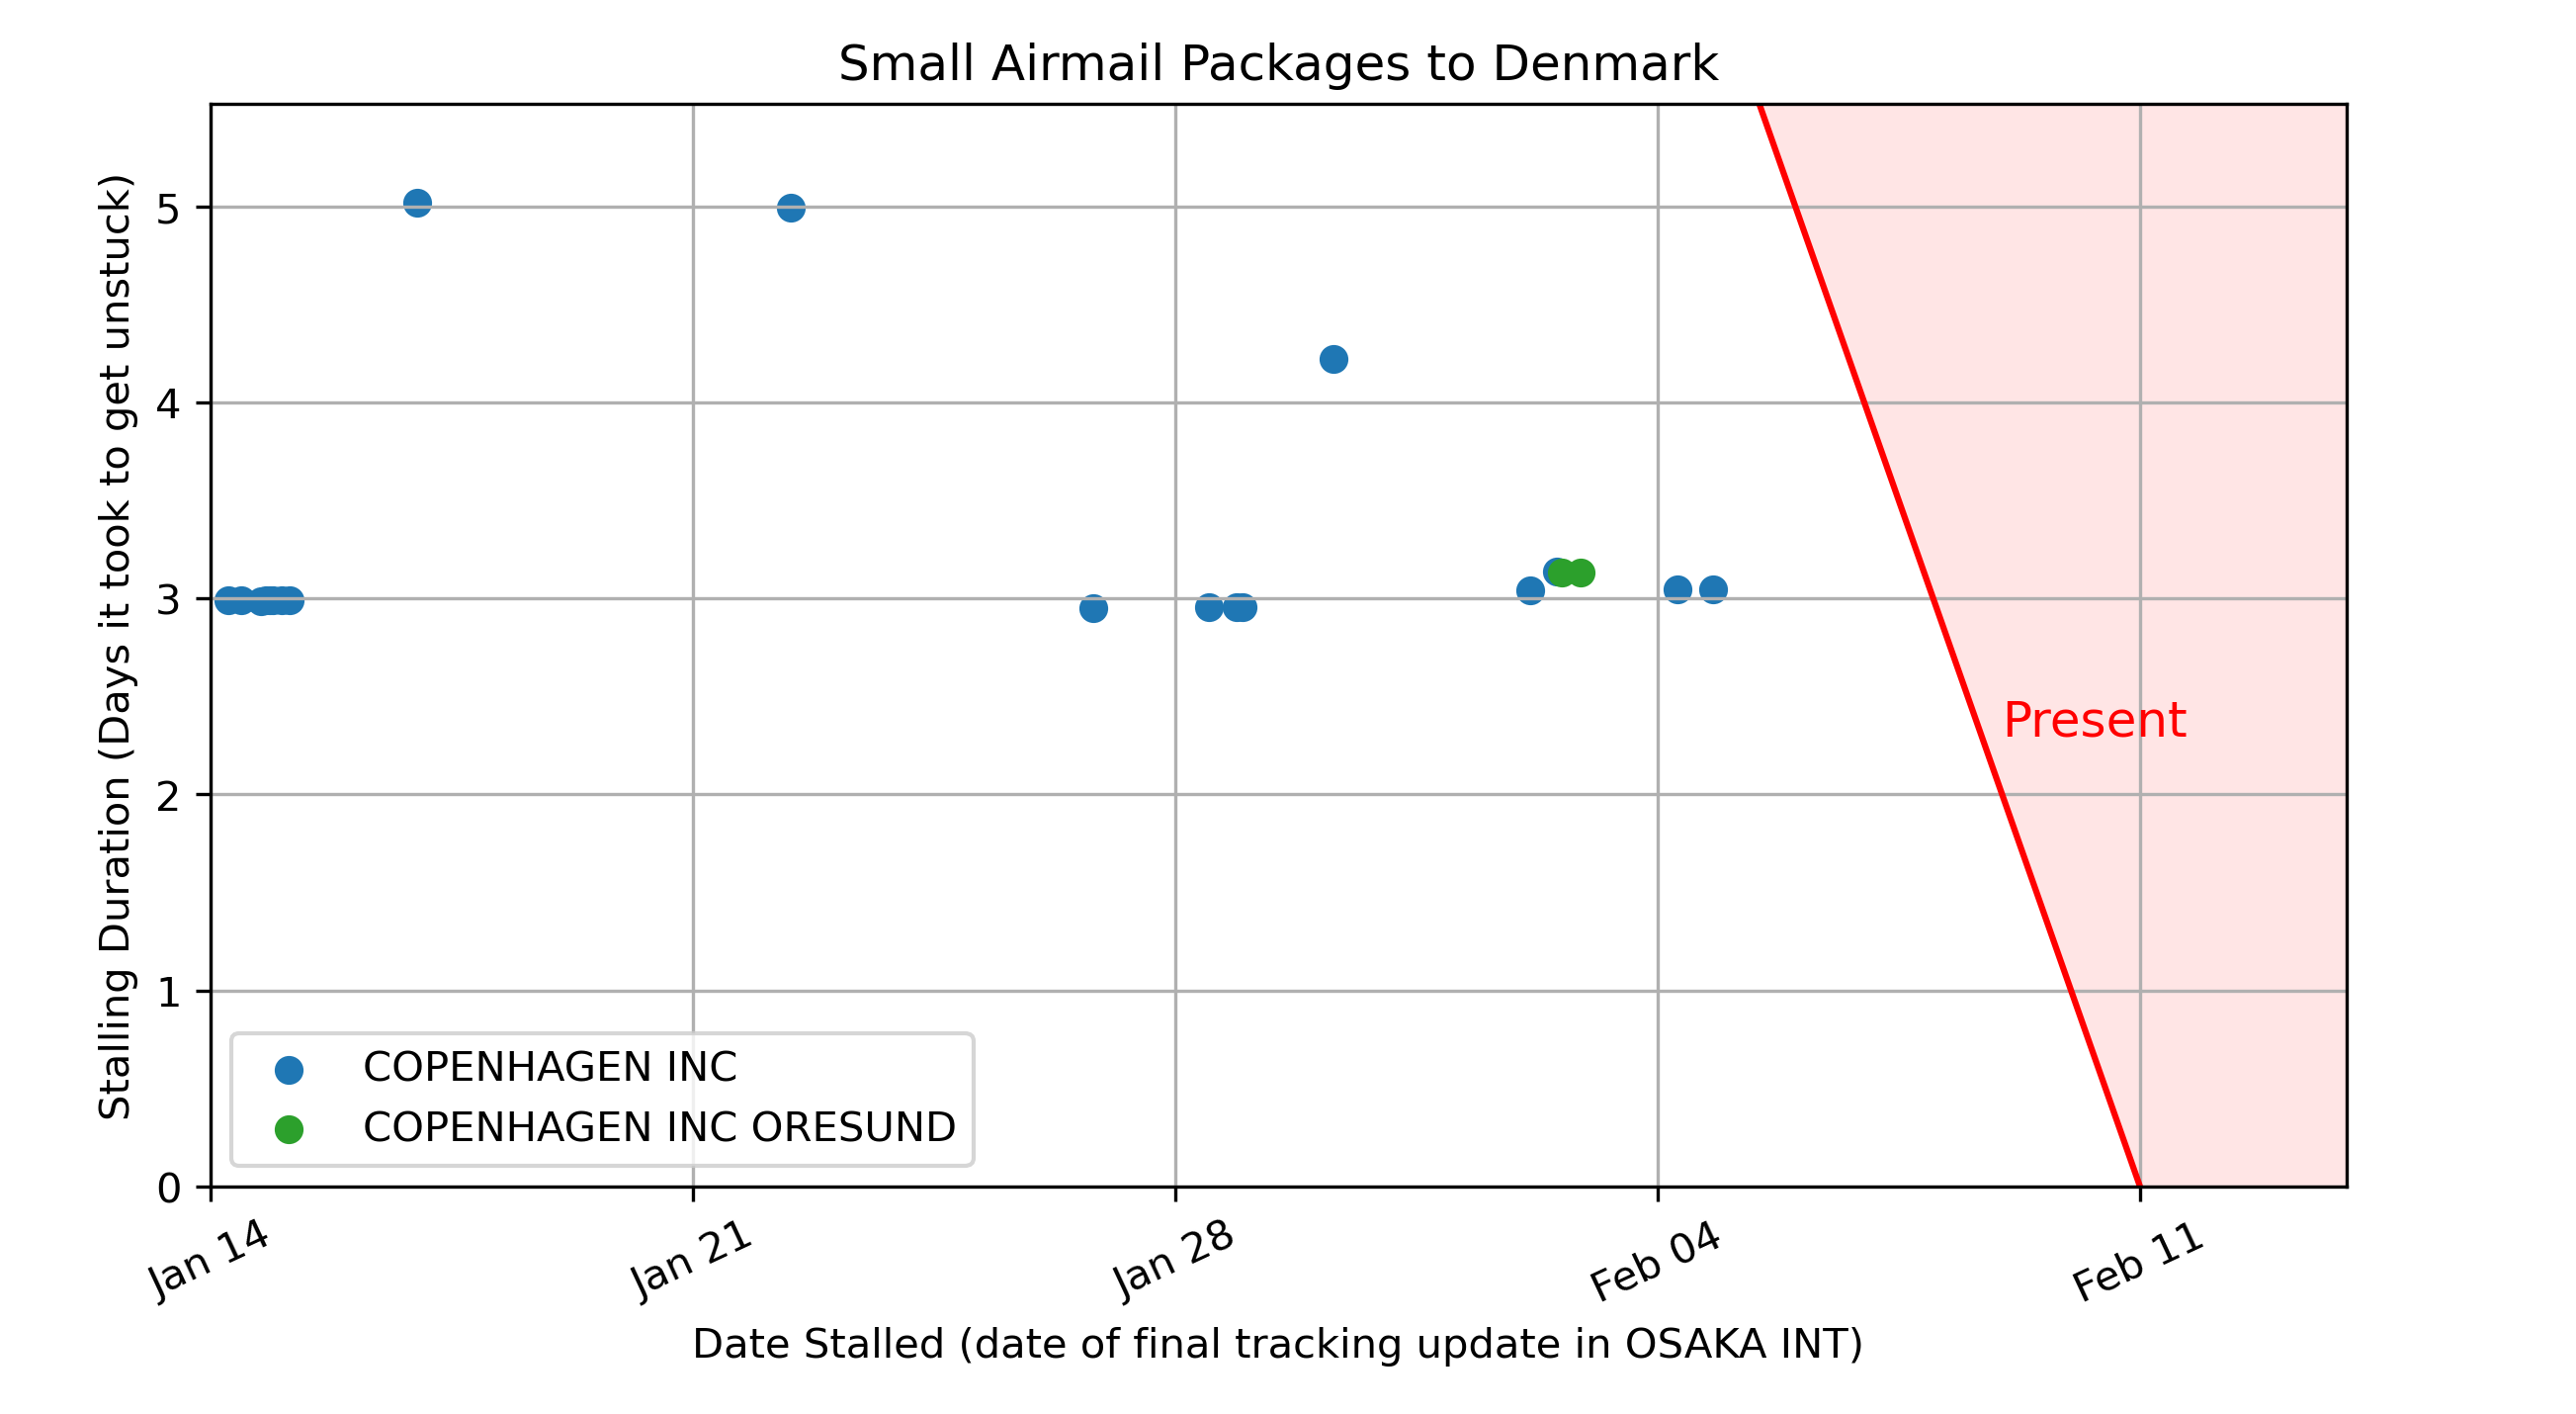 Small Airmail Packages to Denmark
Stalling Duration (Days it took to get unstuck)
5
4
3
2
1
0
Present
COPENHAGEN INC
COPENHAGEN INC ORESUND
Jan 14
Jan 21
Jan 28
Feb 04
Feb 11
Date Stalled (date of final tracking update in OSAKA INT)